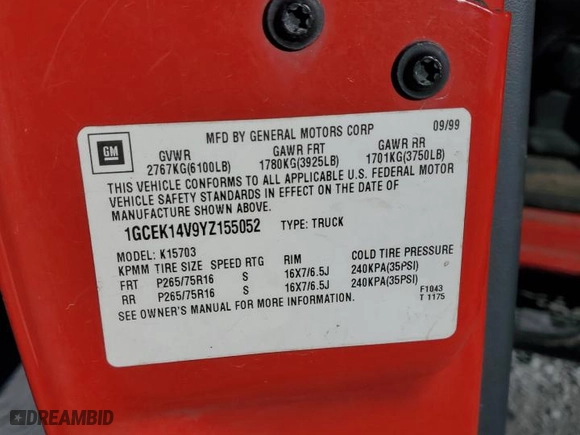 MFD BY GENERAL MOTORS CORP 09/99
GM
GVWR GAWR FRT GAWR RR
2767KG(6100LB) 1780KG(3925LB) 1701KG(3750LB)
THIS VEHICLE CONFORMS TO ALL APPLICABLE U.S. FEDERAL MOTOR
VEHICLE SAFETY STANDARDS IN EFFECT ON THE DATE OF
MANUFACTURE SHOWN ABOVE.
1GCEK14V9YZ155052 TYPE: TRUCK
MODEL: K15703
KPMM TIRE SIZE SPEED RTG RIM COLD TIRE PRESSURE
FRT P265/75R16 S 16X7/6.5J 240KPA(35PSI)
RR P265/75R16 S 16X7/6.5J 240KPA(35PSI)
SEE OWNER'S MANUAL FOR MORE INFORMATION.
F1043
T 1175
DREAMBID